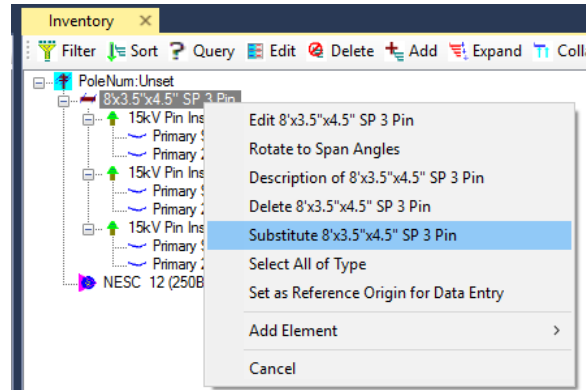 Inventory ×
Filter Sort ? Query Edit Delete Add Expand Coll
PoleNum:Unset
8'x3.5"x4.5" SP 3 Pin
15kV Pin Ins
Primary
Primary 2
15kV Pin Ins
Primary
Primary 2
15kV Pin Ins
Primary
Primary 2
NESC 12 (250B
Edit 8'x3.5"x4.5" SP 3 Pin
Rotate to Span Angles
Description of 8'x3.5"x4.5" SP 3 Pin
Delete 8'x3.5"x4.5" SP 3 Pin
Substitute 8'x3.5"x4.5" SP 3 Pin
Select All of Type
Set as Reference Origin for Data Entry
Add Element >
Cancel